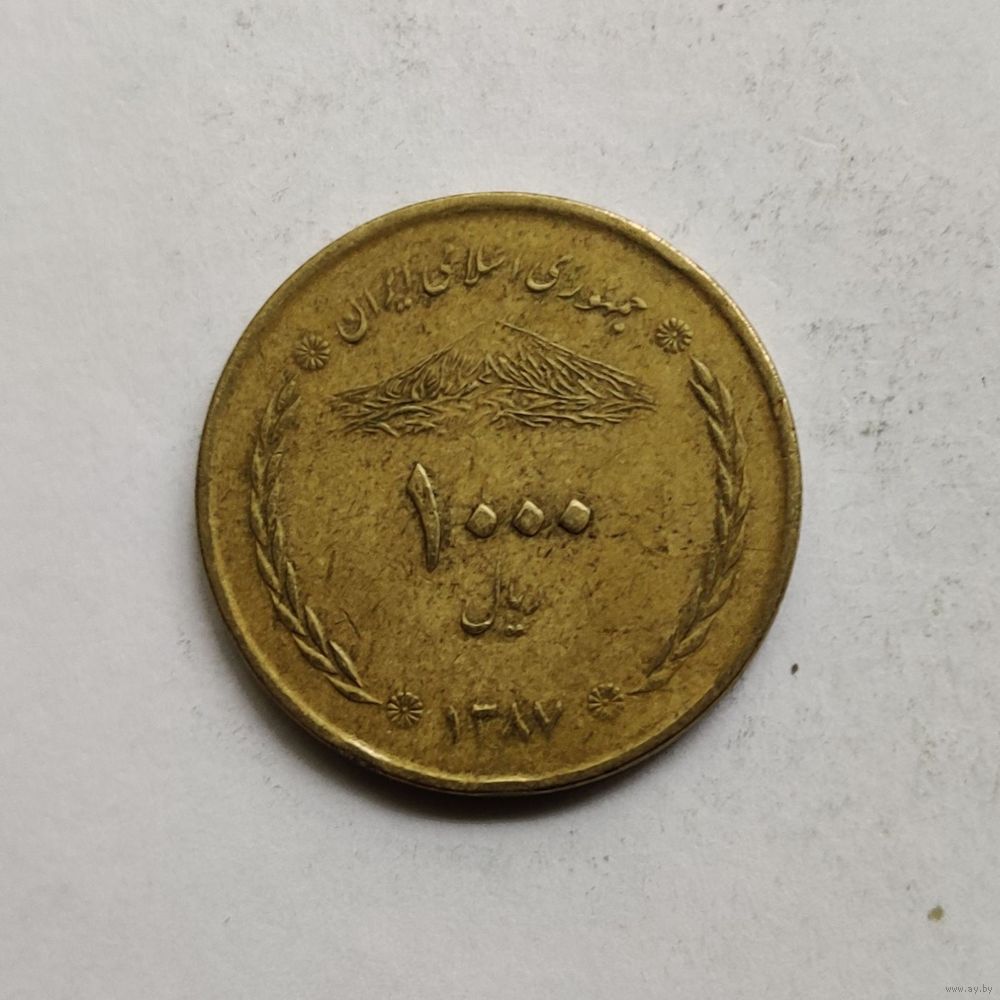 جمهوری اسلامی ایران
۱۰۰۰
ریال
۱۳۸۷
www.ay.by